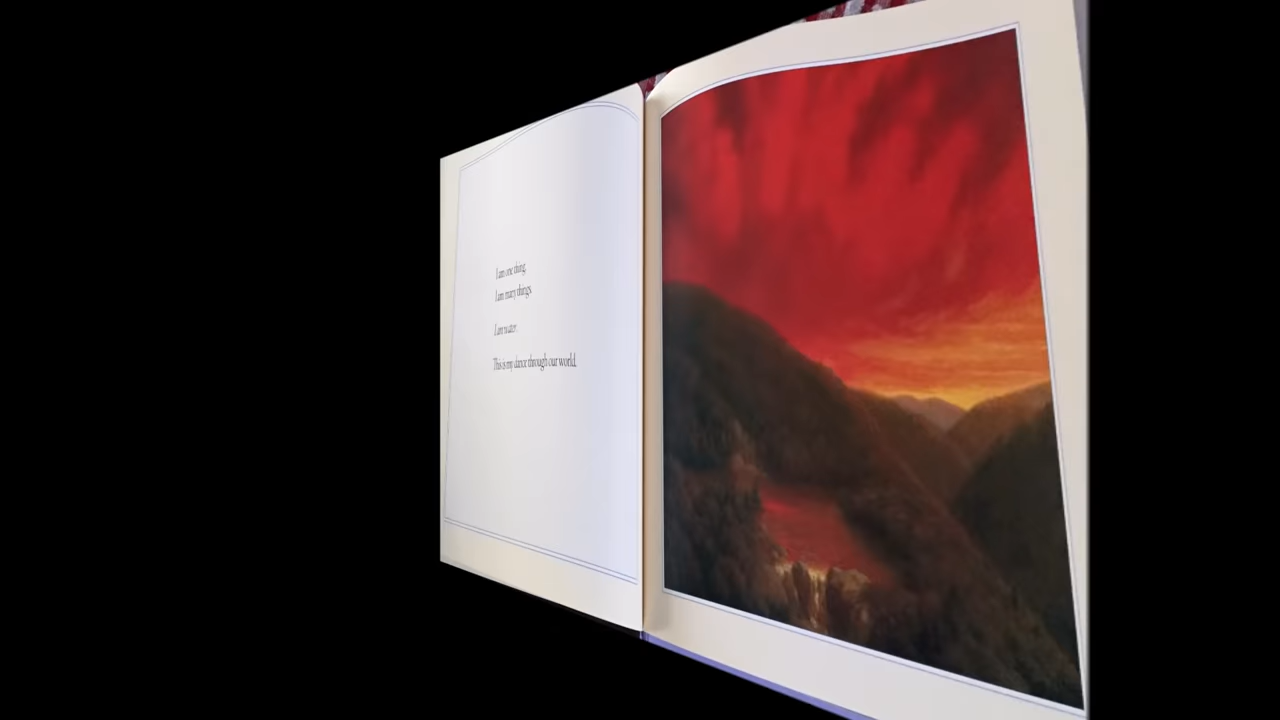 I am one thing.
I am many things.
I am water.
This is my dance through our world.